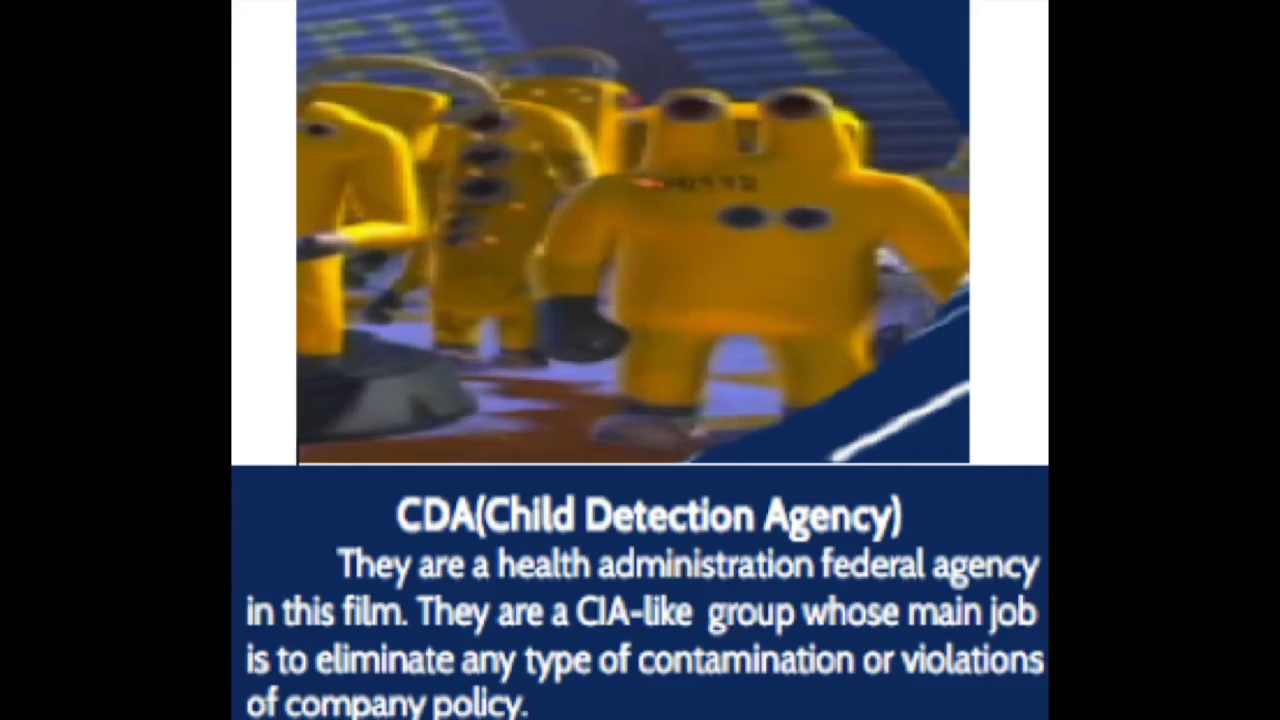 CDA(Child Detection Agency)
They are a health administration federal agency
in this film. They are a CIA-like group whose main job
is to eliminate any type of contamination or violations
of company policy.